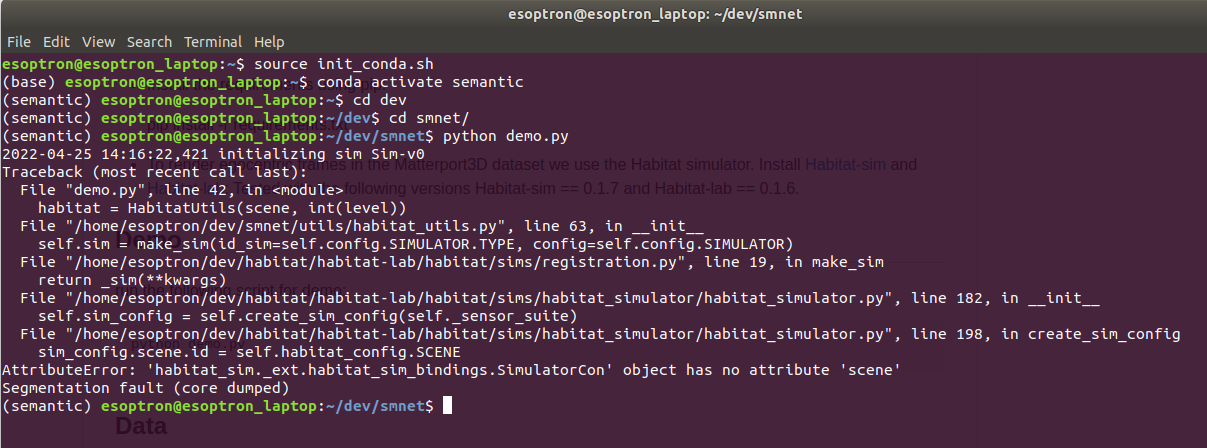 esoptron@esoptron_laptop: ~/dev/smnet
File Edit View Search Terminal Help
esoptron@esoptron_laptop:~$ source init_conda.sh
(base) esoptron@esoptron_laptop:~$ conda activate semantic
(semantic) esoptron@esoptron_laptop:~$ cd dev
(semantic) esoptron@esoptron_laptop:~/dev$ cd smnet/
(semantic) esoptron@esoptron_laptop:~/dev/smnet$ python demo.py
2022-04-25 14:16:22,421 initializing sim Sim-v0
frames in the Matterport3D dataset we use the Habitat simulator. Install Habitat-sim and
Traceback (most recent call last):
following versions Habitat-sim == 0.1.7 and Habitat-lab == 0.1.6.
File "demo.py", line 42, in <module>
habitat = HabitatUtils(scene, int(level))
File "/home/esoptron/dev/smnet/utils/habitat_utils.py", line 63, in __init__
self.sim = make_sim(id_sim=self.config.SIMULATOR.TYPE, config=self.config.SIMULATOR)
Demo
File "/home/esoptron/dev/habitat/habitat-lab/habitat/sims/registration.py", line 19, in make_sim
return _sim(**kwargs)
the following script for demo:
File "/home/esoptron/dev/habitat/habitat-lab/habitat/sims/habitat_simulator/habitat_simulator.py", line 182, in __init__
self.sim_config = self.create_sim_config(self._sensor_suite)
File "/home/esoptron/dev/habitat/habitat-lab/habitat/sims/habitat_simulator/habitat_simulator.py", line 198, in create_sim_config
sim_config.scene.id = self.habitat_config.SCENE
python demo.py
AttributeError: 'habitat_sim._ext.habitat_sim_bindings.SimulatorCon' object has no attribute 'scene'
Segmentation fault (core dumped)
(semantic) esoptron@esoptron_laptop:~/dev/smnet$
Data